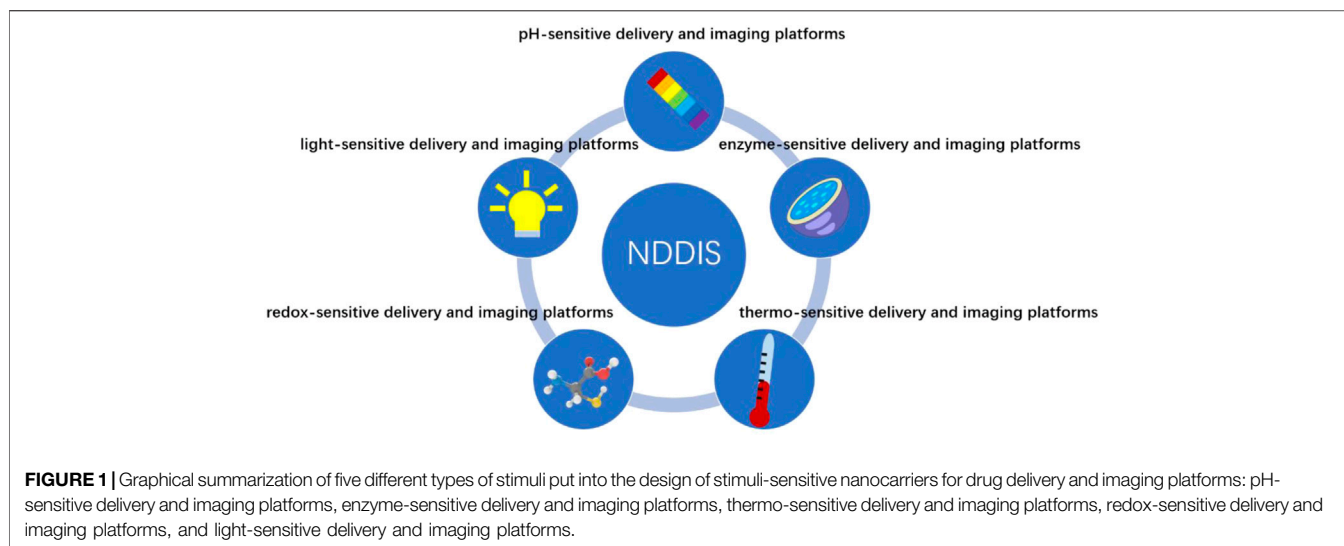 pH-sensitive delivery and imaging platforms
light-sensitive delivery and imaging platforms
enzyme-sensitive delivery and imaging platforms
NDDIS
redox-sensitive delivery and imaging platforms
thermo-sensitive delivery and imaging platforms
FIGURE 1 | Graphical summarization of five different types of stimuli put into the design of stimuli-sensitive nanocarriers for drug delivery and imaging platforms: pH-
sensitive delivery and imaging platforms, enzyme-sensitive delivery and imaging platforms, thermo-sensitive delivery and imaging platforms, redox-sensitive delivery and
imaging platforms, and light-sensitive delivery and imaging platforms.